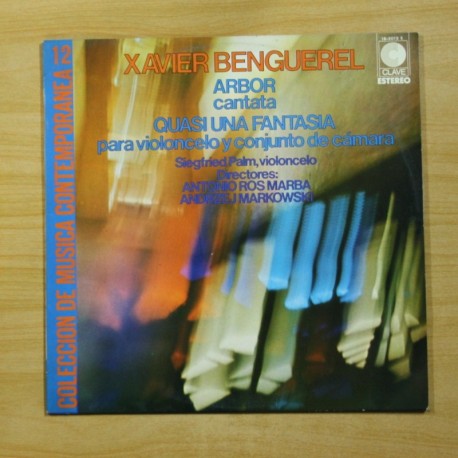 XAVIER BENGUEREL
ARBOR
cantata
QUASI UNA FANTASIA
para violoncelo y conjunto de cámara
Siegfried Palm, violoncelo
Directores:
ANTONIO ROS MARBA
ANDRZEJ MARKOWSKI
CLAVE
ESTEREO
COLECCION DE MUSICA CONTEMPORANEA 12